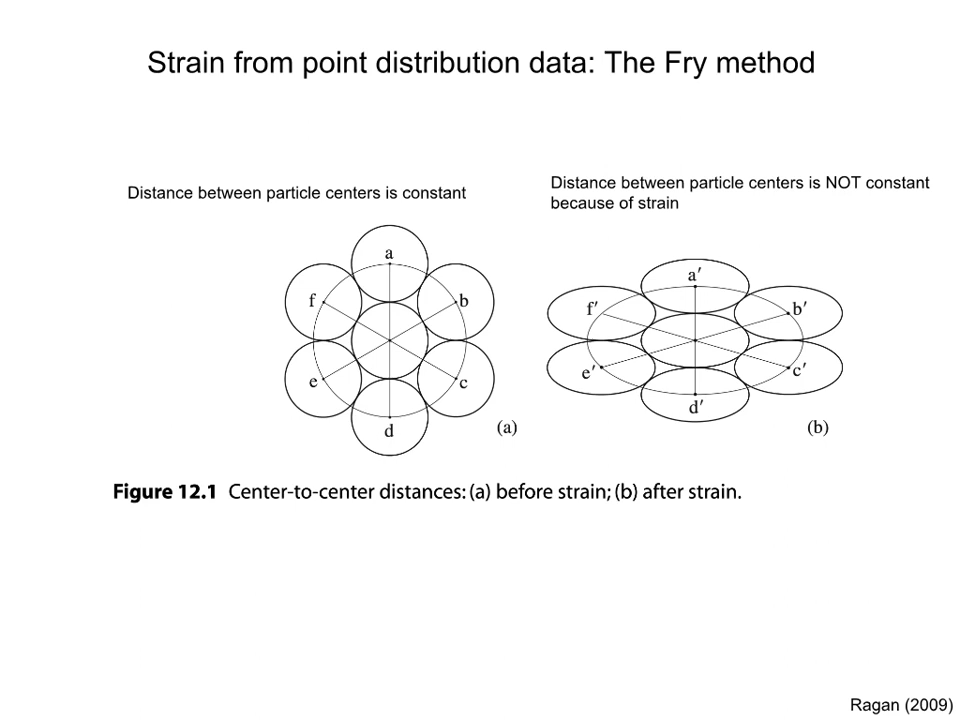 Strain from point distribution data: The Fry method
Distance between particle centers is constant
Distance between particle centers is NOT constant
because of strain
a
f
b
e
c
d
(a)
a′
f′
b′
e′
c′
d′
(b)
Figure 12.1 Center-to-center distances: (a) before strain; (b) after strain.
Ragan (2009)